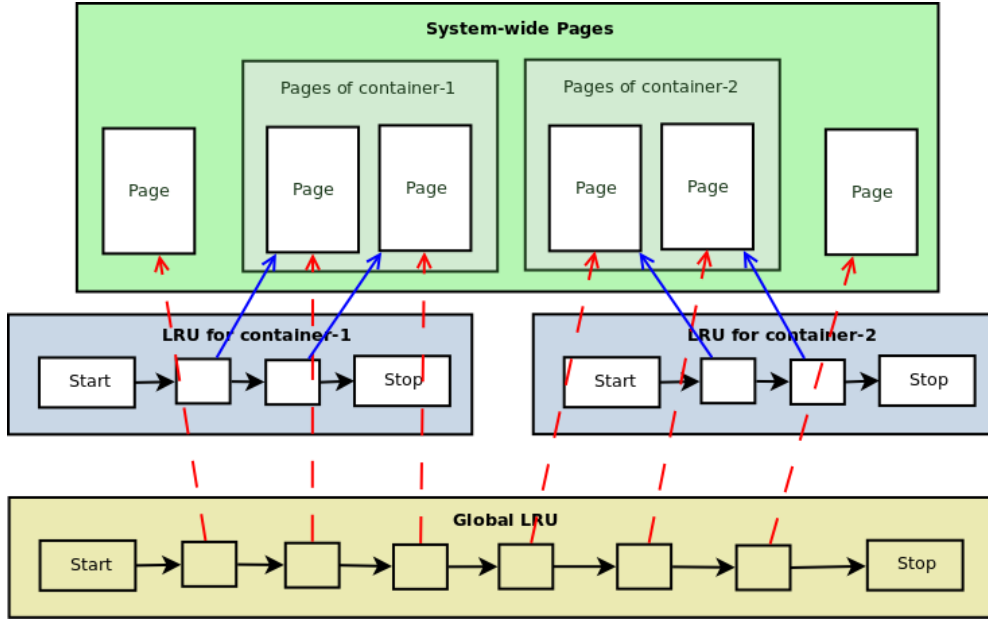 System-wide Pages
Pages of container-1
Pages of container-2
Page
Page
Page
Page
Page
Page
LRU for container-1
LRU for container-2
Start
Stop
Start
Stop
Global LRU
Start
Stop